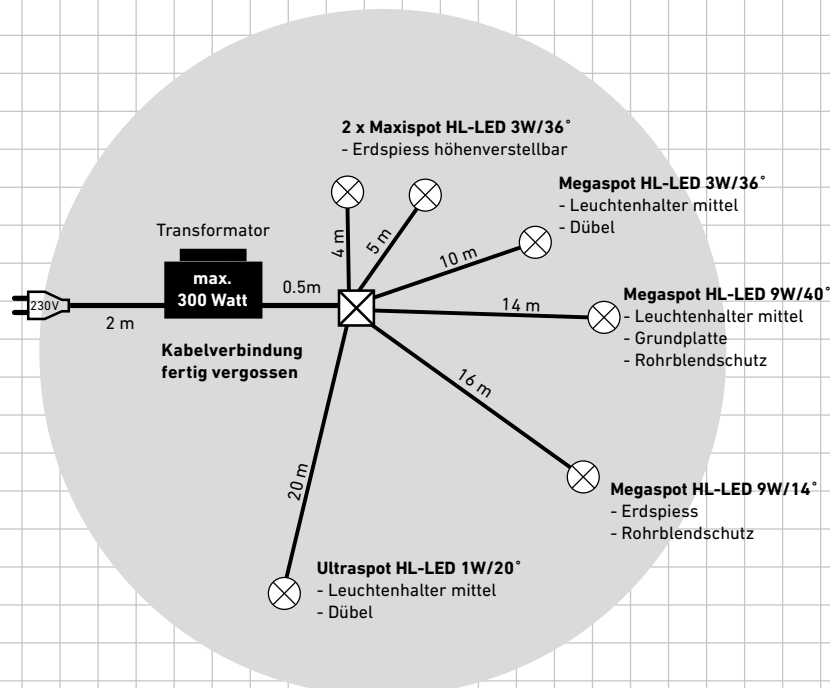 2 x Maxispot HL-LED 3W/36°
- Erdspiess höhenverstellbar
4 m
5 m
Megaspot HL-LED 3W/36°
- Leuchtenhalter mittel
- Dübel
10 m
Transformator
max.
300 Watt
230V
2 m
0.5m
Kabelverbindung
fertig vergossen
14 m
Megaspot HL-LED 9W/40°
- Leuchtenhalter mittel
- Grundplatte
- Rohrblendschutz
16 m
Megaspot HL-LED 9W/14°
- Erdspiess
- Rohrblendschutz
20 m
Ultraspot HL-LED 1W/20°
- Leuchtenhalter mittel
- Dübel